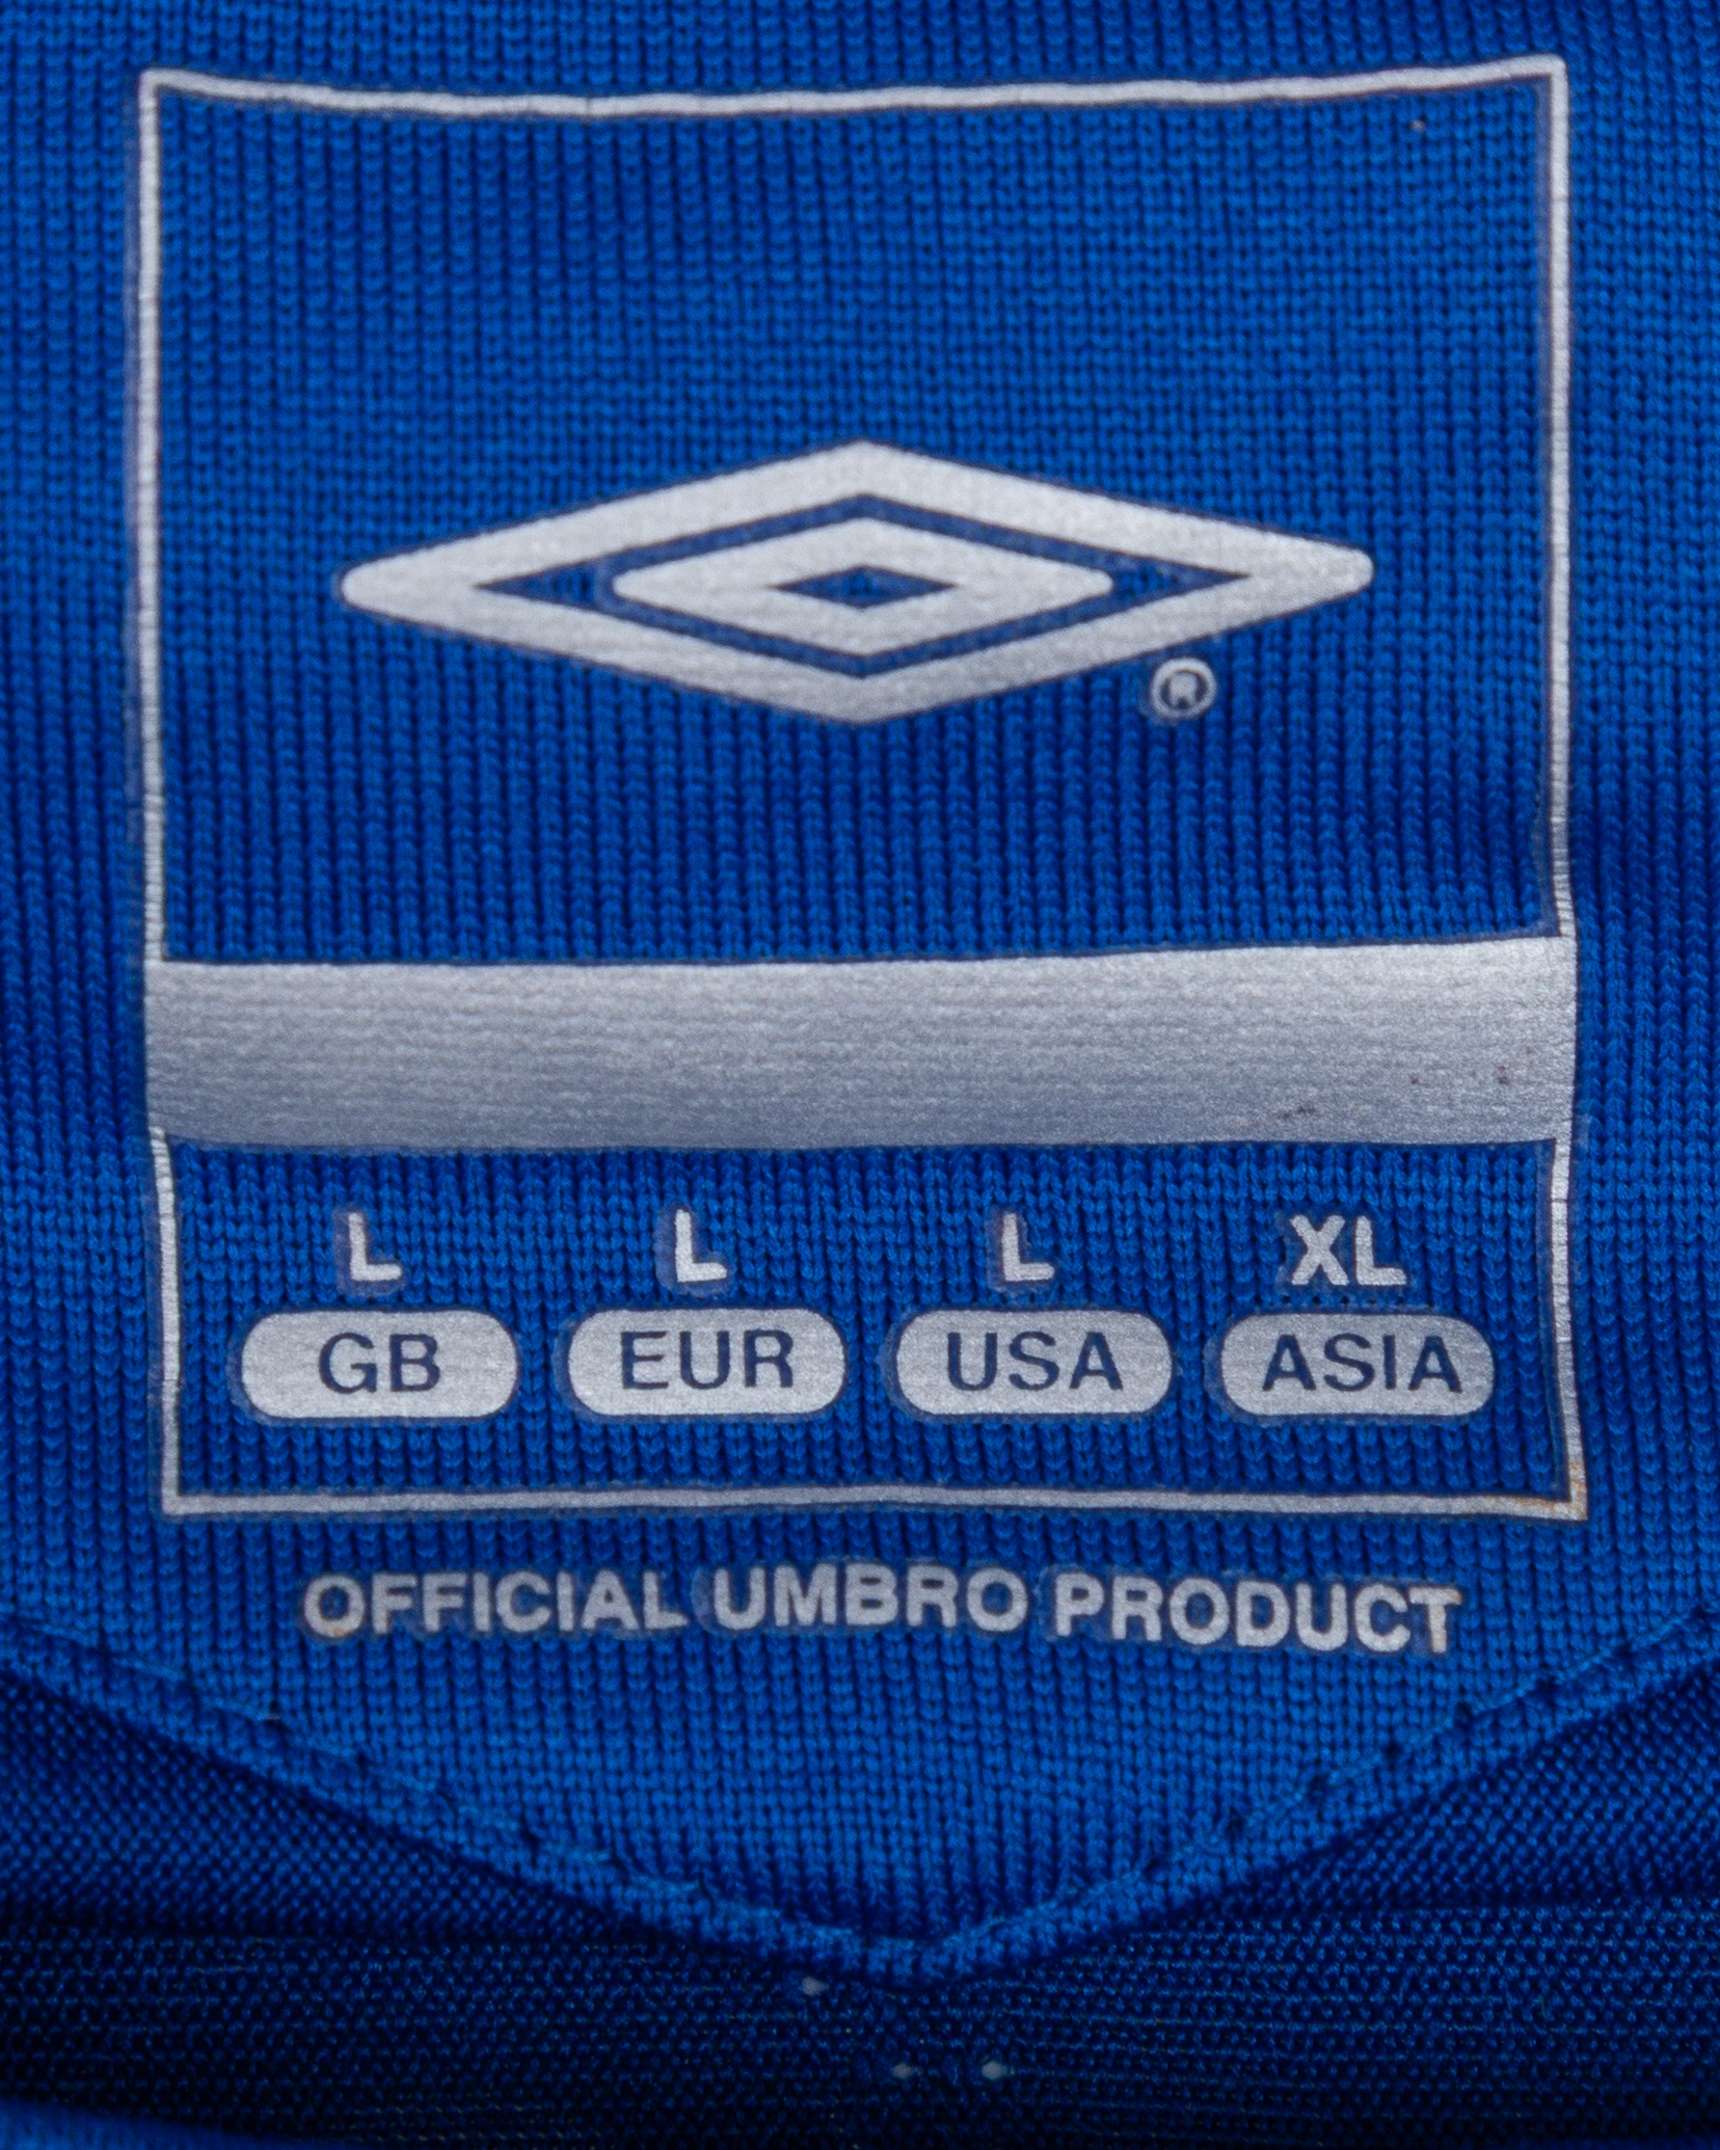 ®
L L L XL
GB EUR USA ASIA
OFFICIAL UMBRO PRODUCT